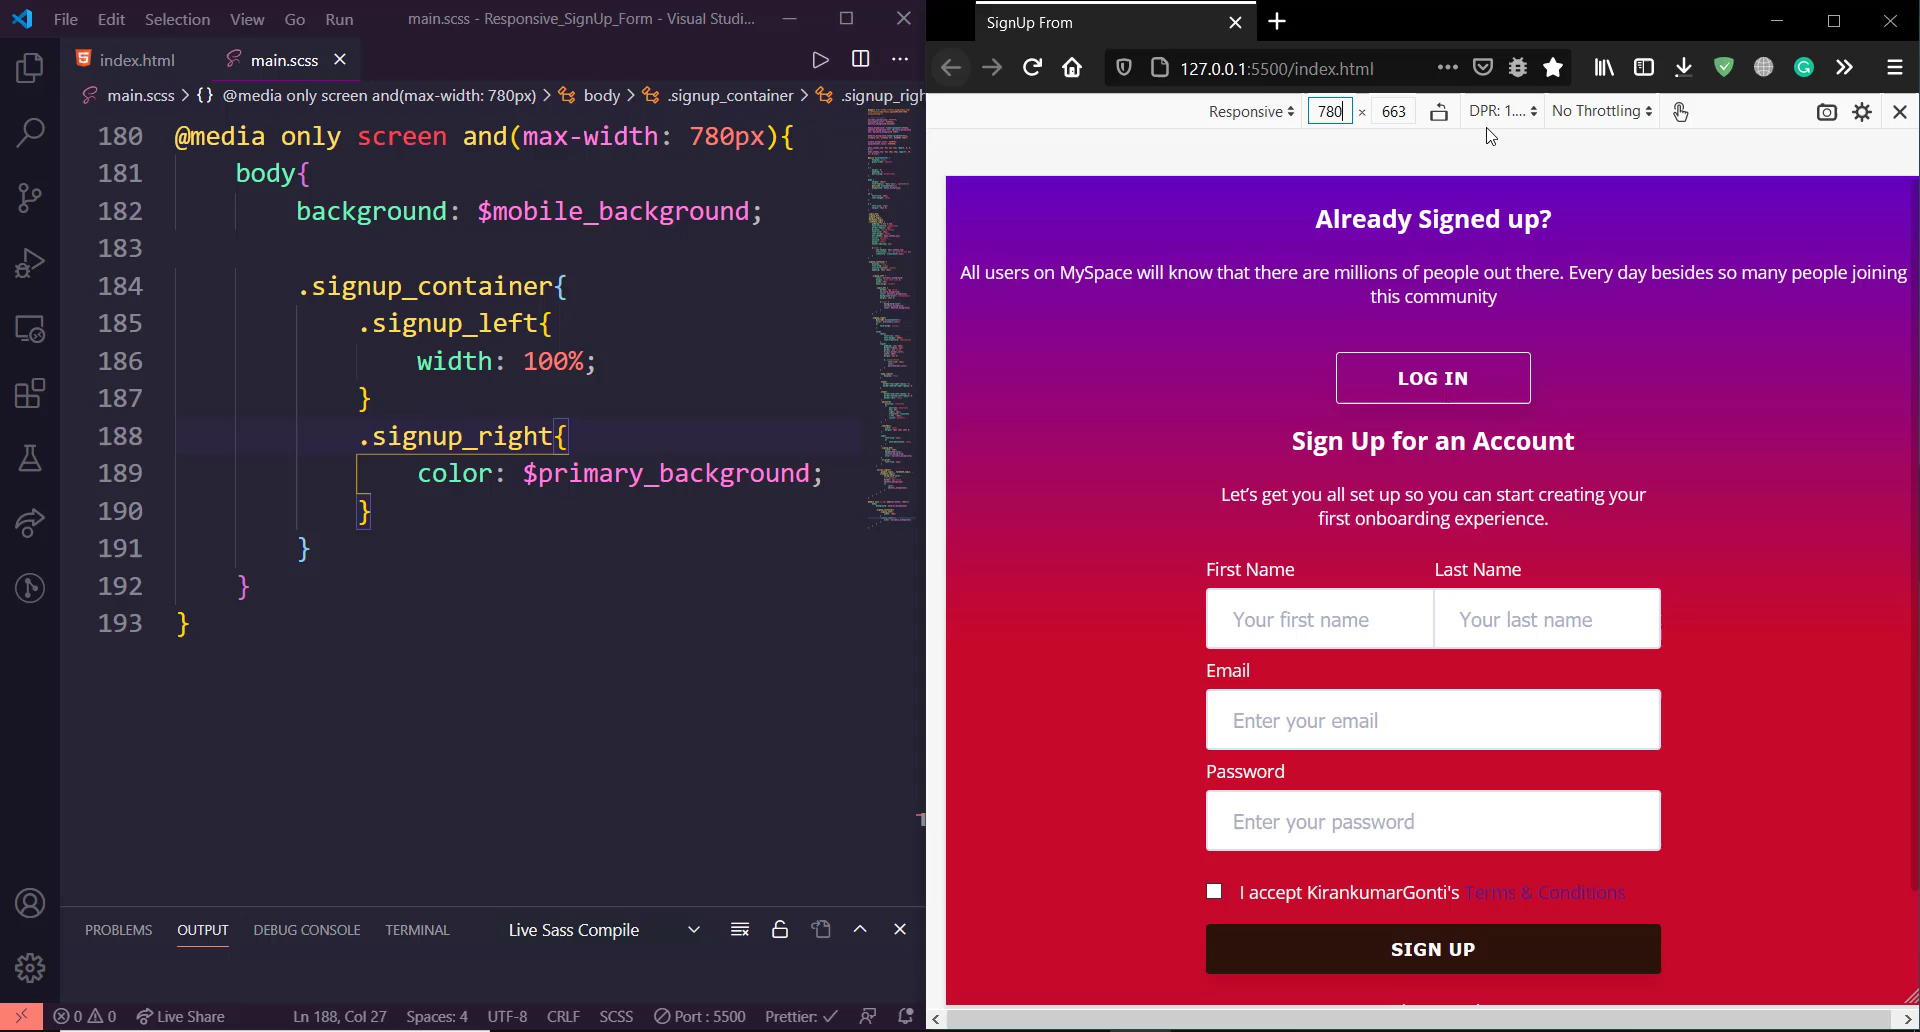 File Edit Selection View Go Run main.scss - Responsive_SignUp_Form - Visual Studi...
index.html main.scss
main.scss > {} @media only screen and(max-width: 780px) > body > .signup_container > .signup_righ
180 @media only screen and(max-width: 780px){
181 body{
182 background: $mobile_background;
183
184 .signup_container{
185 .signup_left{
186 width: 100%;
187 }
188 .signup_right{
189 color: $primary_background;
190 }
191 }
192 }
193 }
PROBLEMS OUTPUT DEBUG CONSOLE TERMINAL Live Sass Compile
0 0 Live Share Ln 188, Col 27 Spaces: 4 UTF-8 CRLF SCSS Port : 5500 Prettier: ✓
SignUp From
127.0.0.1:5500/index.html
Responsive 780 × 663 DPR: 1.... No Throttling
Already Signed up?
All users on MySpace will know that there are millions of people out there. Every day besides so many people joining
this community
LOG IN
Sign Up for an Account
Let's get you all set up so you can start creating your
first onboarding experience.
First Name Last Name
Your first name Your last name
Email
Enter your email
Password
Enter your password
I accept KirankumarGonti's Terms & Conditions
SIGN UP